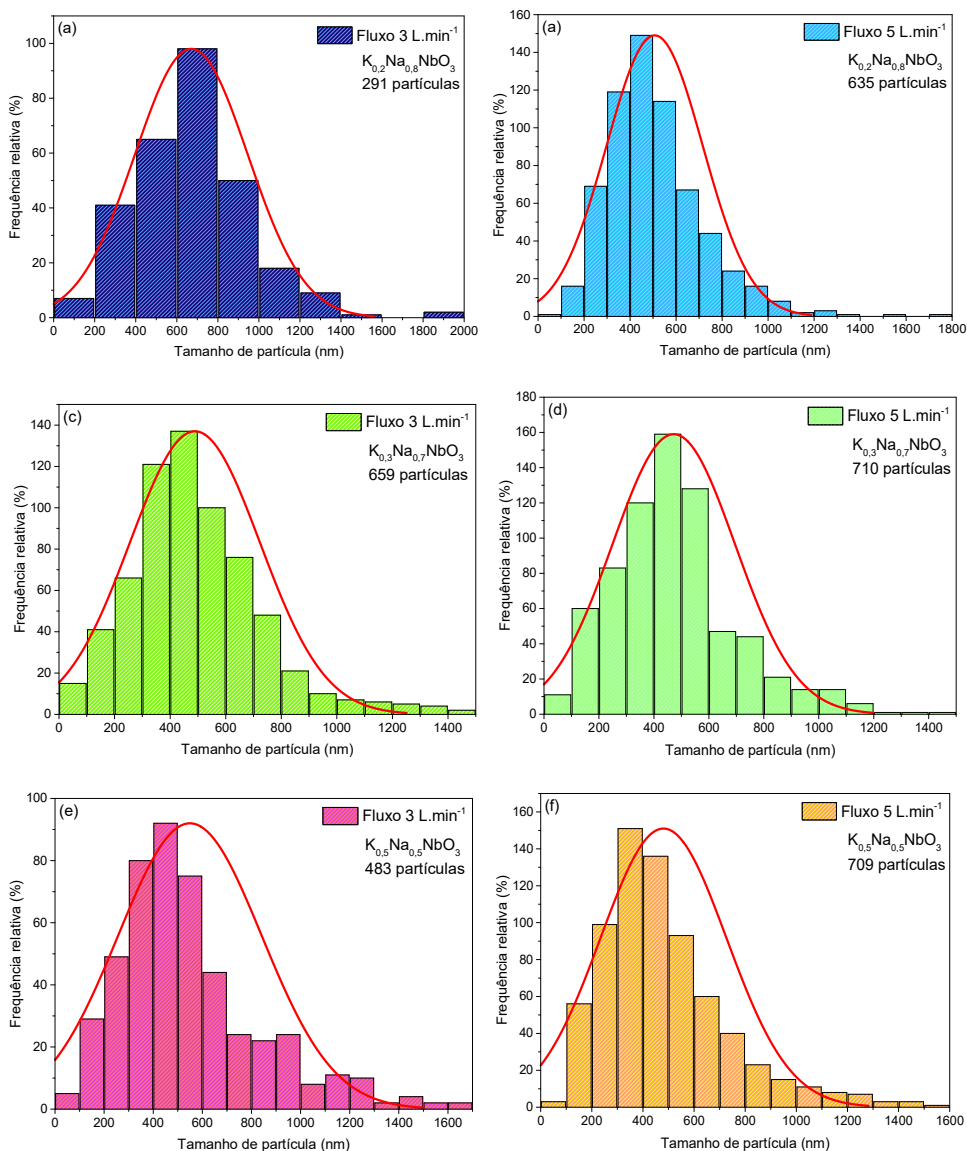 (a)
Fluxo 3 L.min⁻¹
K₀,₂Na₀,₈NbO₃
291 partículas
Frequência relativa (%)
100
80
60
40
20
0
0 200 400 600 800 1000 1200 1400 1600 1800 2000
Tamanho de partícula (nm)
(a)
Fluxo 5 L.min⁻¹
K₀,₂Na₀,₈NbO₃
635 partículas
Frequência relativa (%)
160
140
120
100
80
60
40
20
0
0 200 400 600 800 1000 1200 1400 1600 1800
Tamanho de partícula (nm)
(c)
Fluxo 3 L.min⁻¹
K₀,₃Na₀,₇NbO₃
659 partículas
Frequência relativa (%)
140
120
100
80
60
40
20
0
0 200 400 600 800 1000 1200 1400
Tamanho de partícula (nm)
(d)
Fluxo 5 L.min⁻¹
K₀,₃Na₀,₇NbO₃
710 partículas
Frequência relativa (%)
180
160
140
120
100
80
60
40
20
0
0 200 400 600 800 1000 1200 1400
Tamanho de partícula (nm)
(e)
Fluxo 3 L.min⁻¹
K₀,₅Na₀,₅NbO₃
483 partículas
Frequência relativa (%)
100
80
60
40
20
0
0 200 400 600 800 1000 1200 1400 1600
Tamanho de partícula (nm)
(f)
Fluxo 5 L.min⁻¹
K₀,₅Na₀,₅NbO₃
709 partículas
Frequência relativa (%)
160
140
120
100
80
60
40
20
0
0 200 400 600 800 1000 1200 1400 1600
Tamanho de partícula (nm)